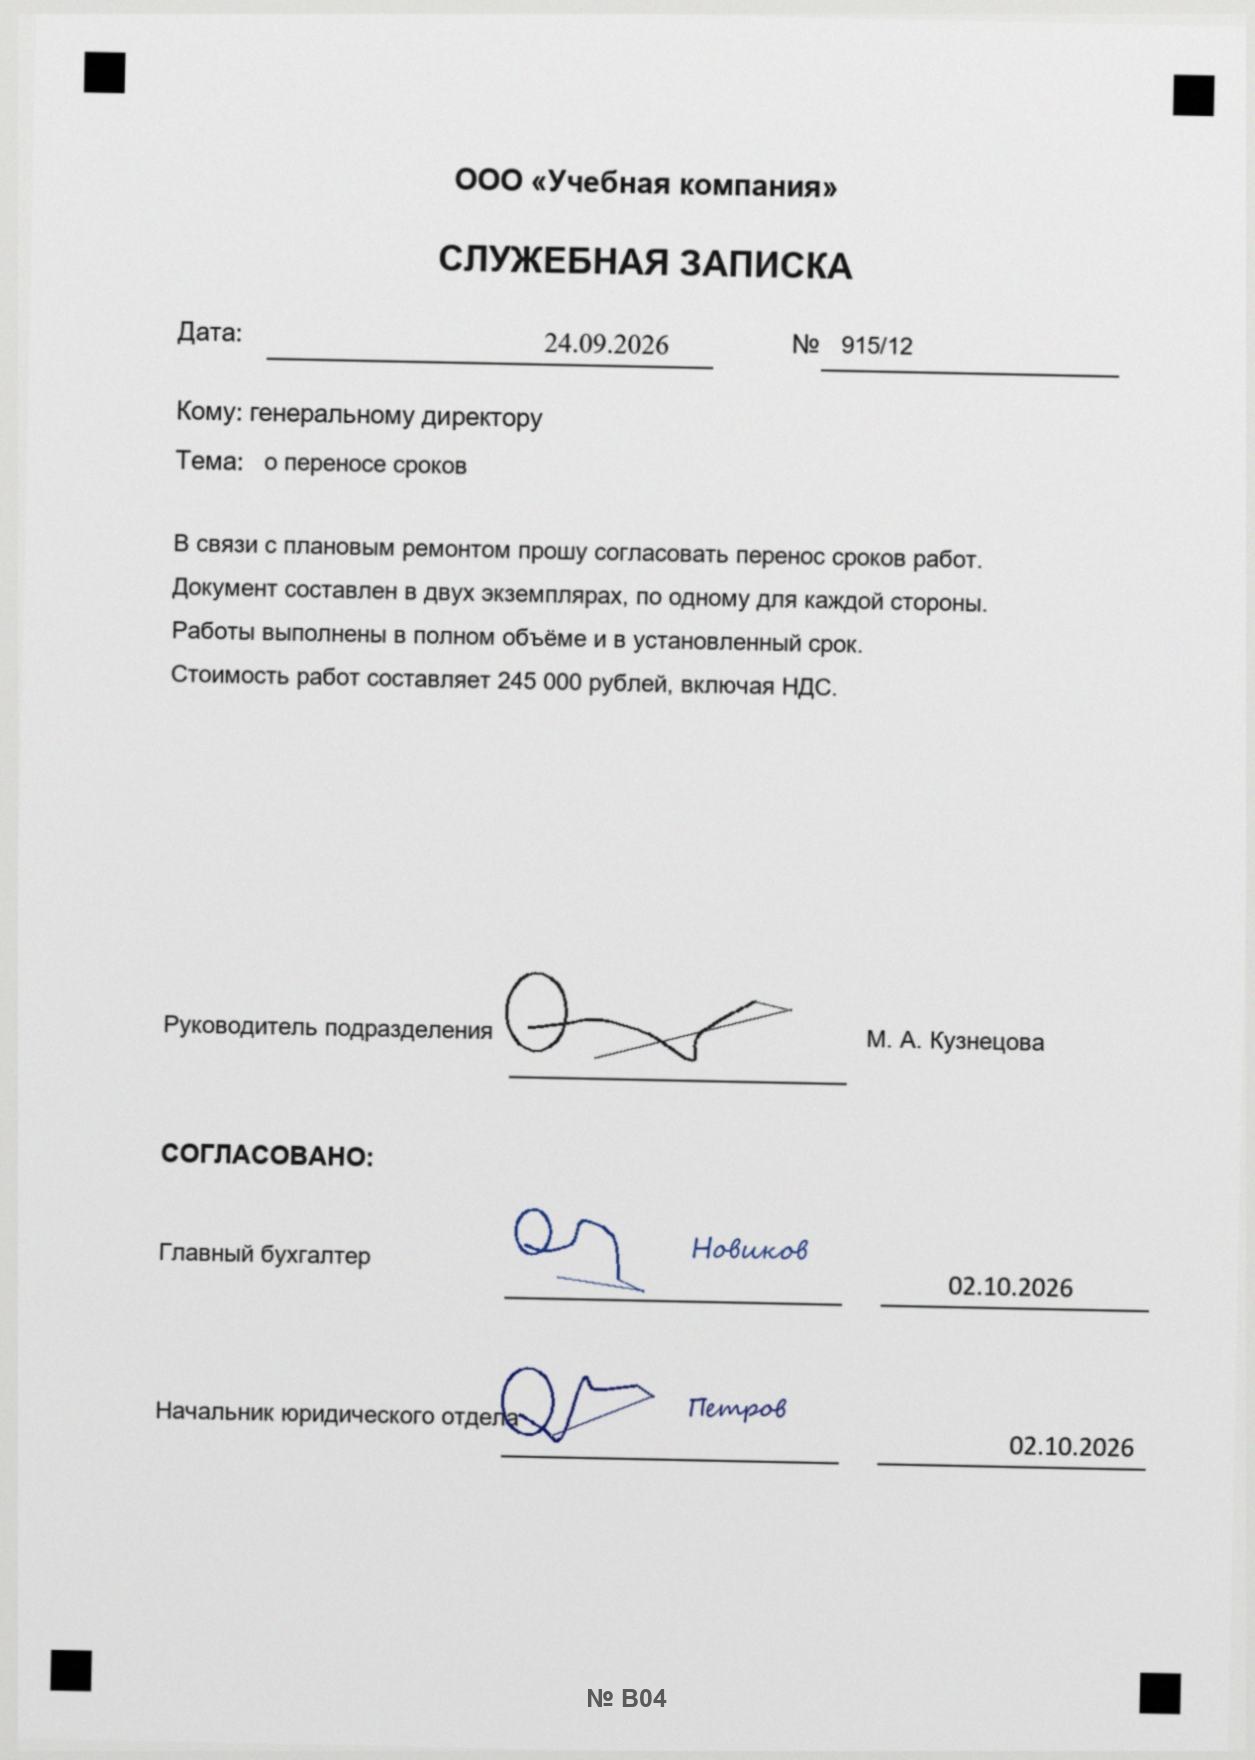 ООО «Учебная компания»
СЛУЖЕБНАЯ ЗАПИСКА
Дата: 24.09.2026 № 915/12
Кому: генеральному директору
Тема: о переносе сроков
В связи с плановым ремонтом прошу согласовать перенос сроков работ.
Документ составлен в двух экземплярах, по одному для каждой стороны.
Работы выполнены в полном объёме и в установленный срок.
Стоимость работ составляет 245 000 рублей, включая НДС.
Руководитель подразделения М. А. Кузнецова
СОГЛАСОВАНО:
Главный бухгалтер Новиков 02.10.2026
Начальник юридического отдела Петров 02.10.2026
№ В04